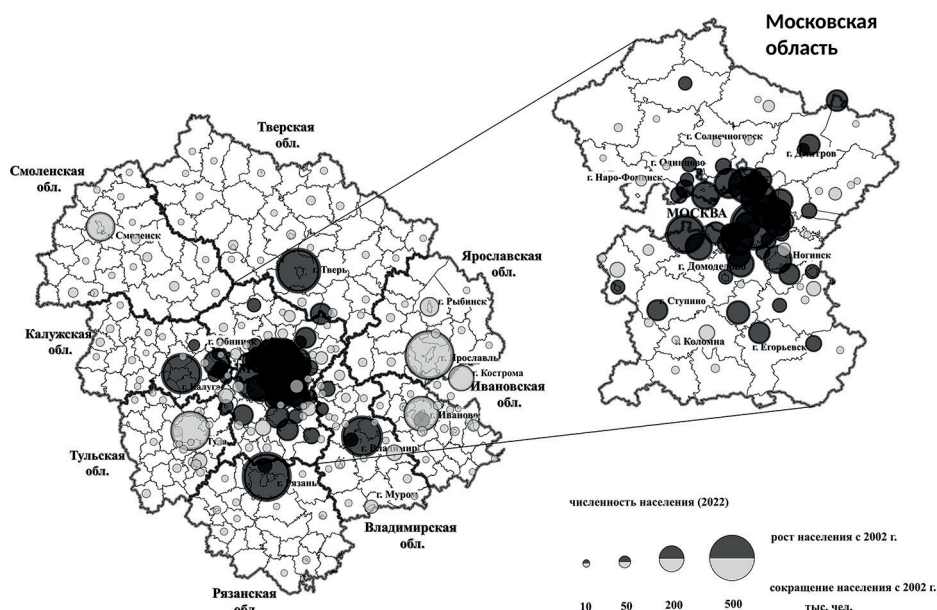 Московская
область
Тверская
обл.
Смоленская
обл.
г. Смоленск
г. Тверь
Ярославская
обл.
г. Рыбинск
Ярославль
г. Кострома
Ивановская
обл.
г. Иваново
Калужская
обл.
г. Обнинск
г. Калуга
Тульская
обл.
Тула
г. Владимир
г. Рязань
г. Муром
Владимирская
обл.
Рязанская
обл.
г. Солнечногорск
г. Дмитров
г. Одинцово
г. Наро-Фоминск
МОСКВА
г. Ногинск
г. Домодедово
г. Ступино
г. Коломна
г. Егорьевск
численность населения (2022)
рост населения с 2002 г.
сокращение населения с 2002 г.
10 50 200 500 тыс. чел.